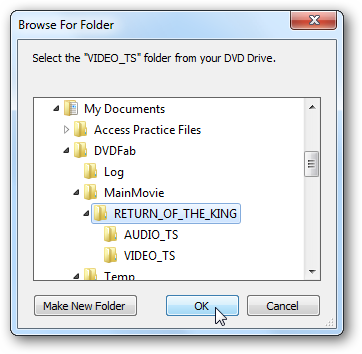 Browse For Folder
Select the "VIDEO_TS" folder from your DVD Drive.
My Documents
Access Practice Files
DVDFab
Log
MainMovie
RETURN_OF_THE_KING
AUDIO_TS
VIDEO_TS
Temp
Make New Folder
OK
Cancel